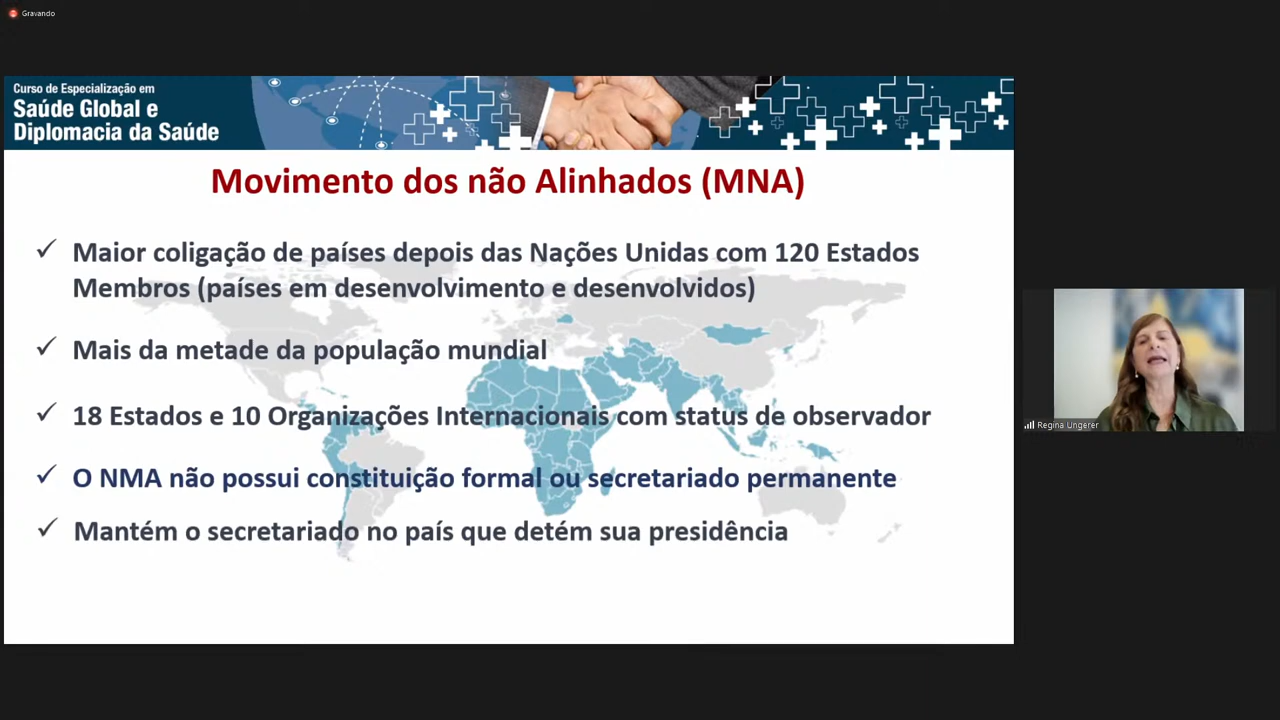 Gravando
Curso de Especialização em
Saúde Global e
Diplomacia da Saúde
Movimento dos não Alinhados (MNA)
✓ Maior coligação de países depois das Nações Unidas com 120 Estados
Membros (países em desenvolvimento e desenvolvidos)
✓ Mais da metade da população mundial
✓ 18 Estados e 10 Organizações Internacionais com status de observador
✓ O NMA não possui constituição formal ou secretariado permanente
✓ Mantém o secretariado no país que detém sua presidência
Regina Ungerer